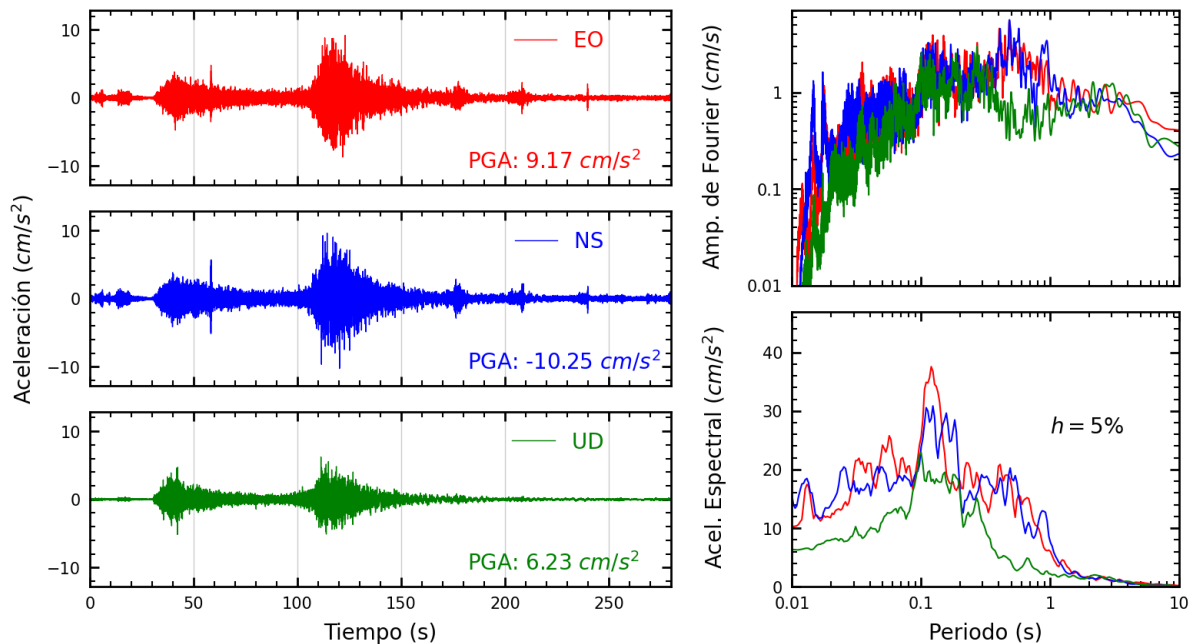 Aceleración (cm/s²)
10
0
−10
EO
PGA: 9.17 cm/s²
10
0
−10
NS
PGA: -10.25 cm/s²
10
0
−10
UD
PGA: 6.23 cm/s²
0 50 100 150 200 250
Tiempo (s)
Amp. de Fourier (cm/s)
1
0.1
0.01
Acel. Espectral (cm/s²)
40
30
20
10
0
h = 5%
0.01 0.1 1 10
Periodo (s)